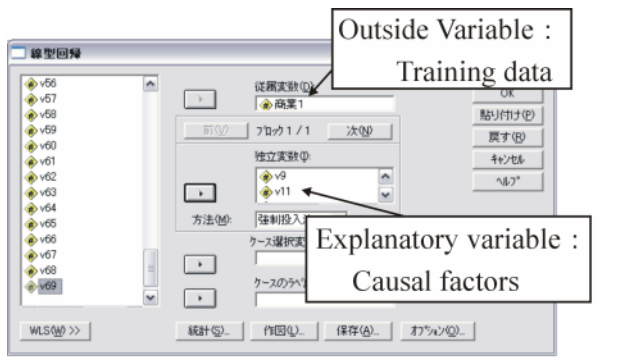 Outside Variable :
Training data
線型回帰
v56
v57
v58
v59
v60
v61
v62
v63
v64
v65
v66
v67
v68
v69
従属変数(D):
商業1
前(V)
ブロック 1 / 1
次(N)
独立変数(I):
v9
v11
方法(M):
強制投入
ケース選択変
ケースのラベ
OK
貼り付け(P)
戻す(R)
キャンセル
ヘルプ
Explanatory variable :
Causal factors
WLS(W) >>
統計(S)...
作図(L)...
保存(A)...
オプション(O)...